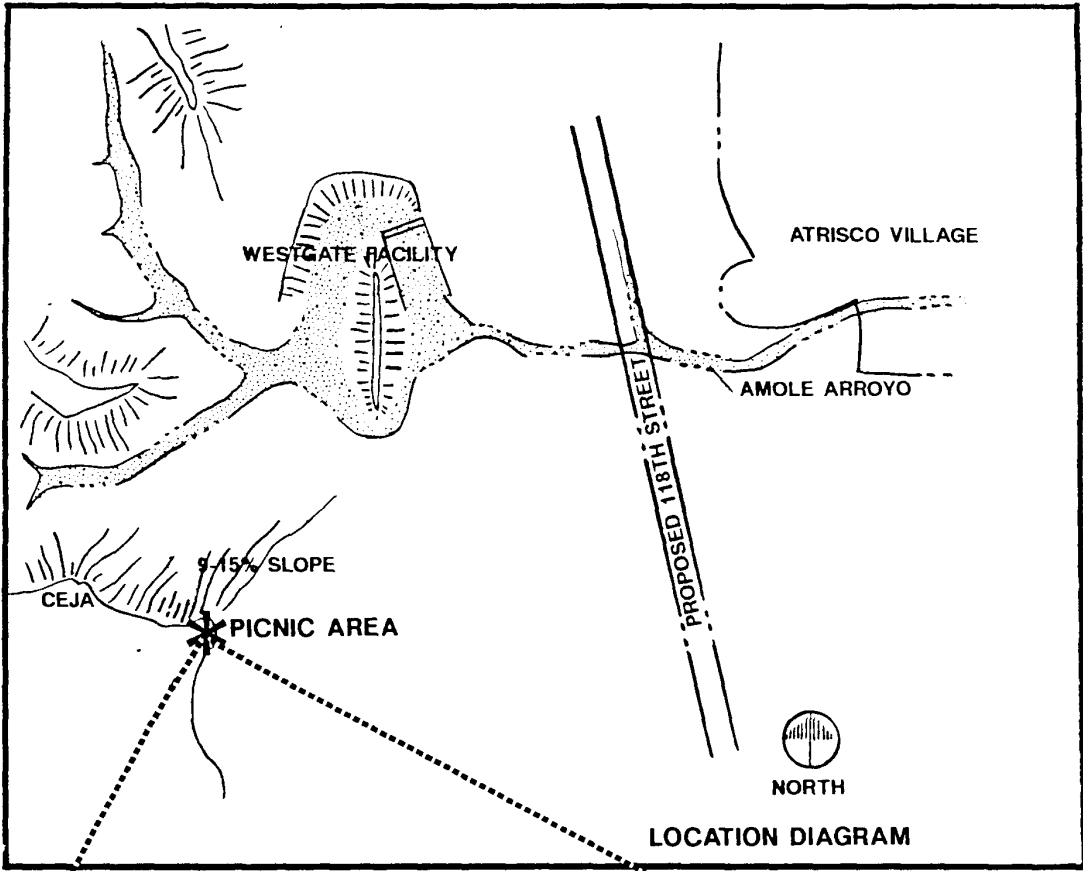 ATRISCO VILLAGE
WESTGATE FACILITY
AMOLE ARROYO
PROPOSED 118TH STREET
9-15% SLOPE
CEJA
PICNIC AREA
NORTH
LOCATION DIAGRAM